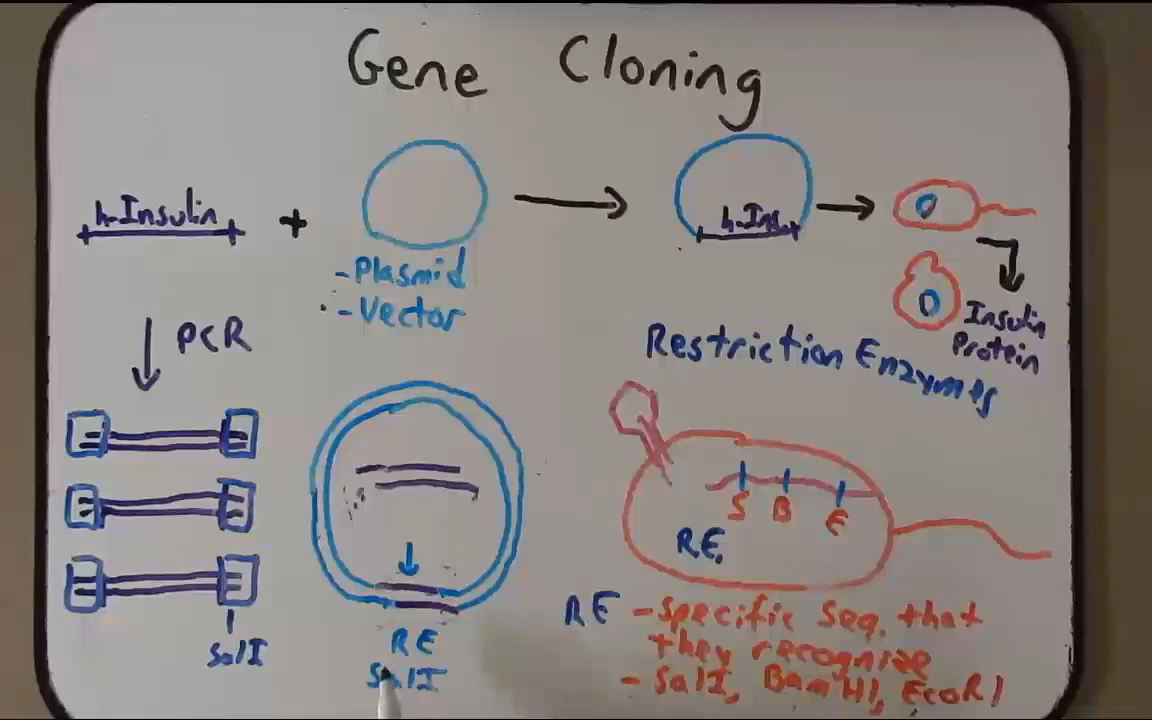 Gene Cloning
h-Insulin
+
-Plasmid
-Vector
h-Ins.
Insulin
Protein
PCR
Restriction Enzymes
S B E
RE
SalI
RE
SalI
RE -specific seq. that
they recognize
-SalI, BamHI, EcoRI